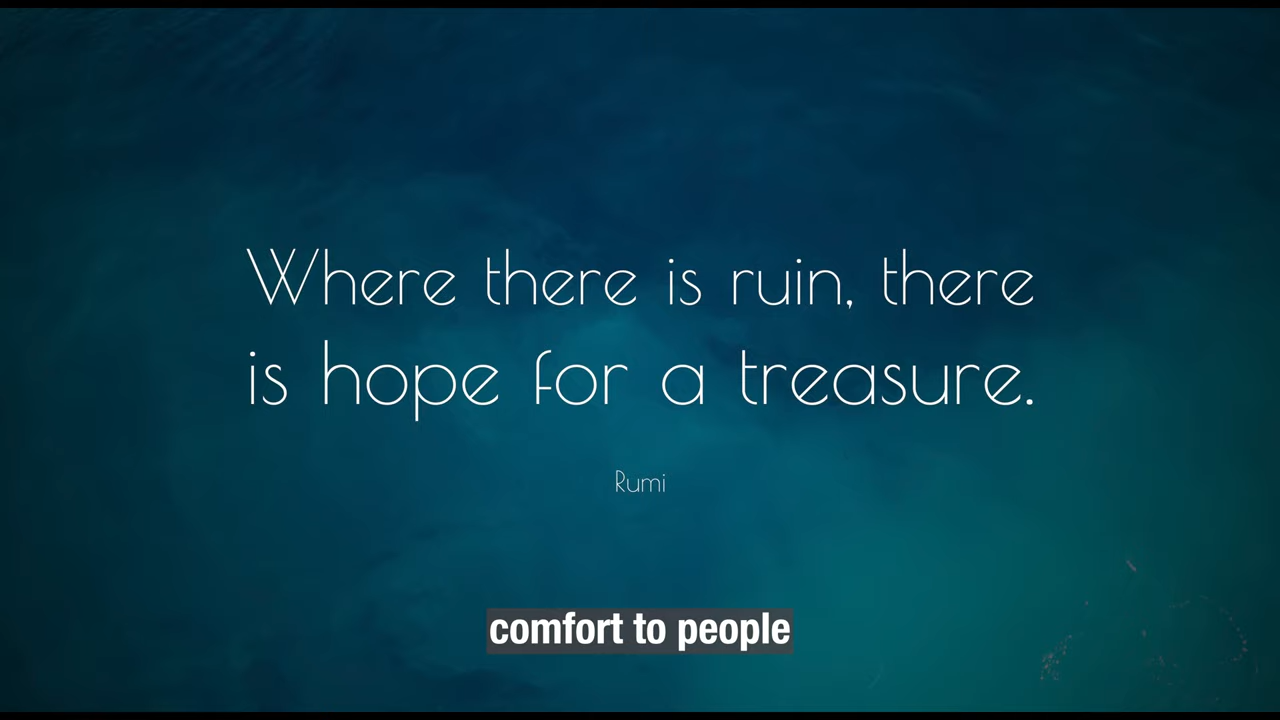 Where there is ruin, there
is hope for a treasure.
Rumi
comfort to people